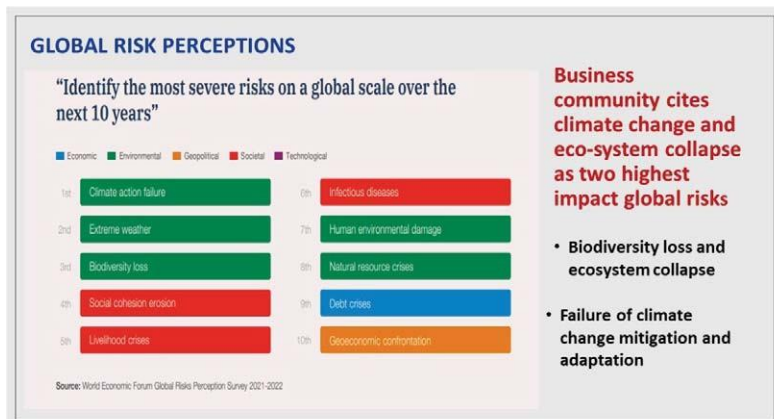 GLOBAL RISK PERCEPTIONS
“Identify the most severe risks on a global scale over the
next 10 years”
Economic Environmental Geopolitical Societal Technological
1st Climate action failure
2nd Extreme weather
3rd Biodiversity loss
4th Social cohesion erosion
5th Livelihood crises
6th Infectious diseases
7th Human environmental damage
8th Natural resource crises
9th Debt crises
10th Geoeconomic confrontation
Source: World Economic Forum Global Risks Perception Survey 2021-2022
Business
community cites
climate change and
eco-system collapse
as two highest
impact global risks
• Biodiversity loss and
ecosystem collapse
• Failure of climate
change mitigation and
adaptation